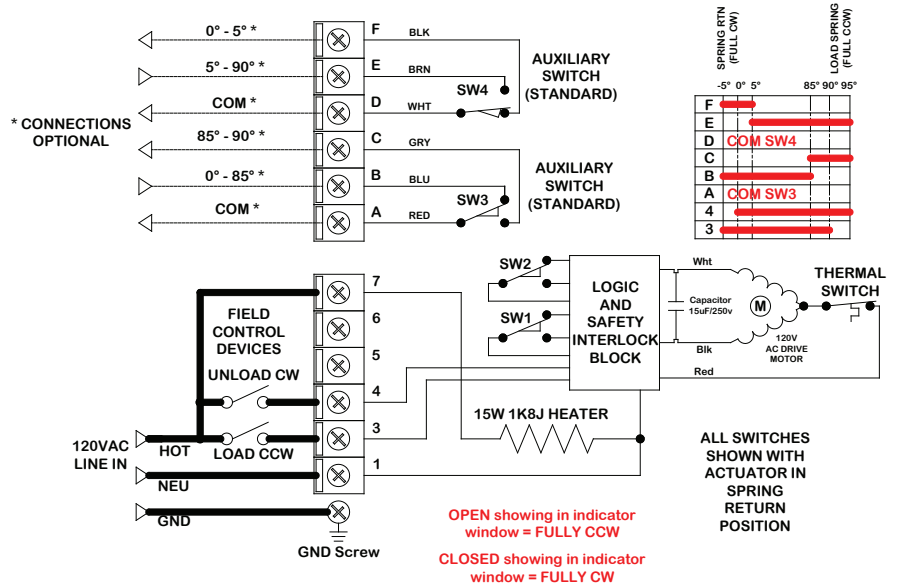 0° - 5° *
F
BLK
5° - 90° *
E
BRN
COM *
D
WHT
SW4
AUXILIARY
SWITCH
(STANDARD)
* CONNECTIONS
OPTIONAL
85° - 90° *
C
GRY
0° - 85° *
B
BLU
COM *
A
RED
SW3
AUXILIARY
SWITCH
(STANDARD)
SPRING RTN
(FULL CW)
LOAD SPRING
(FULL CCW)
-5° 0° 5° 85° 90° 95°
F
E
D COM SW4
C
B
A COM SW3
4
3
7
6
5
4
3
1
FIELD
CONTROL
DEVICES
UNLOAD CW
LOAD CCW
120VAC
LINE IN
HOT
NEU
GND
GND Screw
SW2
SW1
LOGIC
AND
SAFETY
INTERLOCK
BLOCK
15W 1K8J HEATER
Wht
Capacitor
15uF/250v
M
Blk
120V
AC DRIVE
MOTOR
Red
THERMAL
SWITCH
ALL SWITCHES
SHOWN WITH
ACTUATOR IN
SPRING
RETURN
POSITION
OPEN showing in indicator
window = FULLY CCW
CLOSED showing in indicator
window = FULLY CW